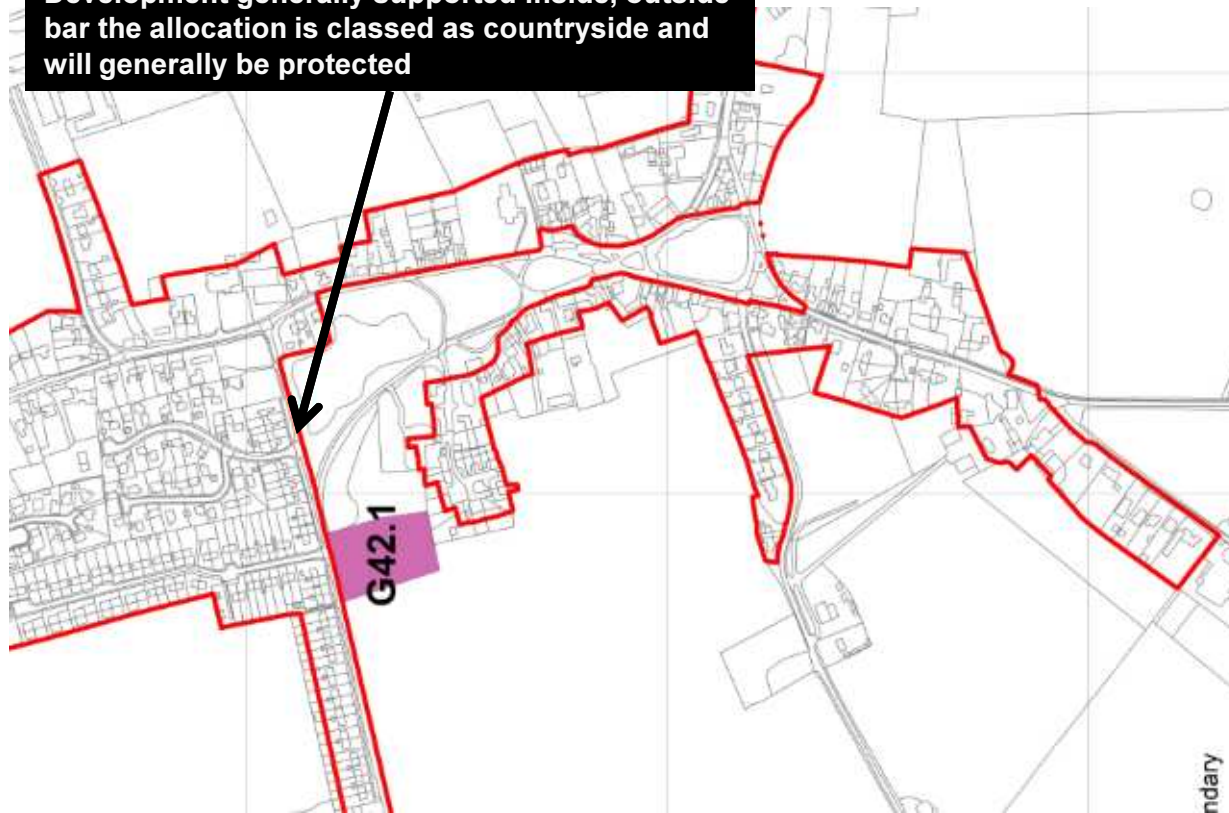 Development generally supported inside, outside
bar the allocation is classed as countryside and
will generally be protected
G42.1
ndary